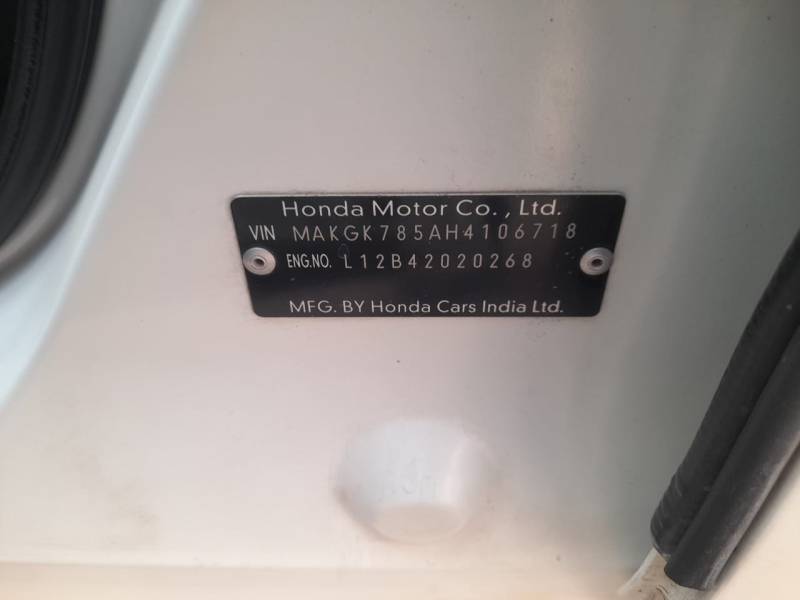 Honda Motor Co., Ltd.
VIN MAKGK785AH4106718
ENG.NO. L12B42020268
MFG. BY Honda Cars India Ltd.